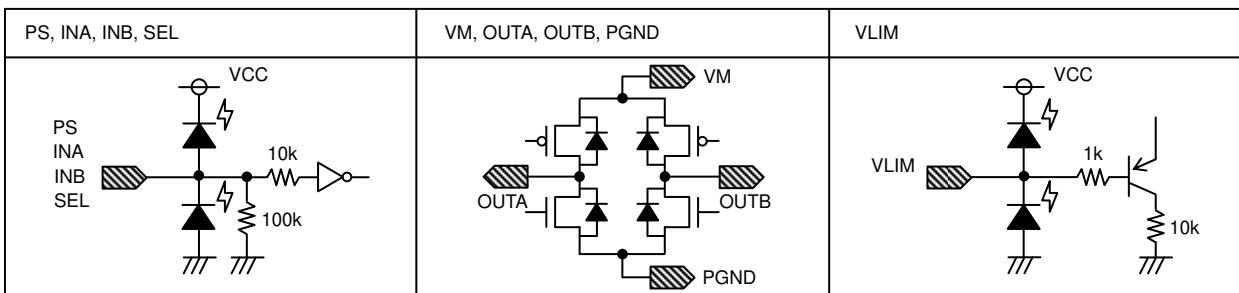 PS, INA, INB, SEL
VM, OUTA, OUTB, PGND
VLIM
VCC
PS
INA
INB
SEL
10k
100k
VM
OUTA
OUTB
PGND
VCC
VLIM
1k
10k